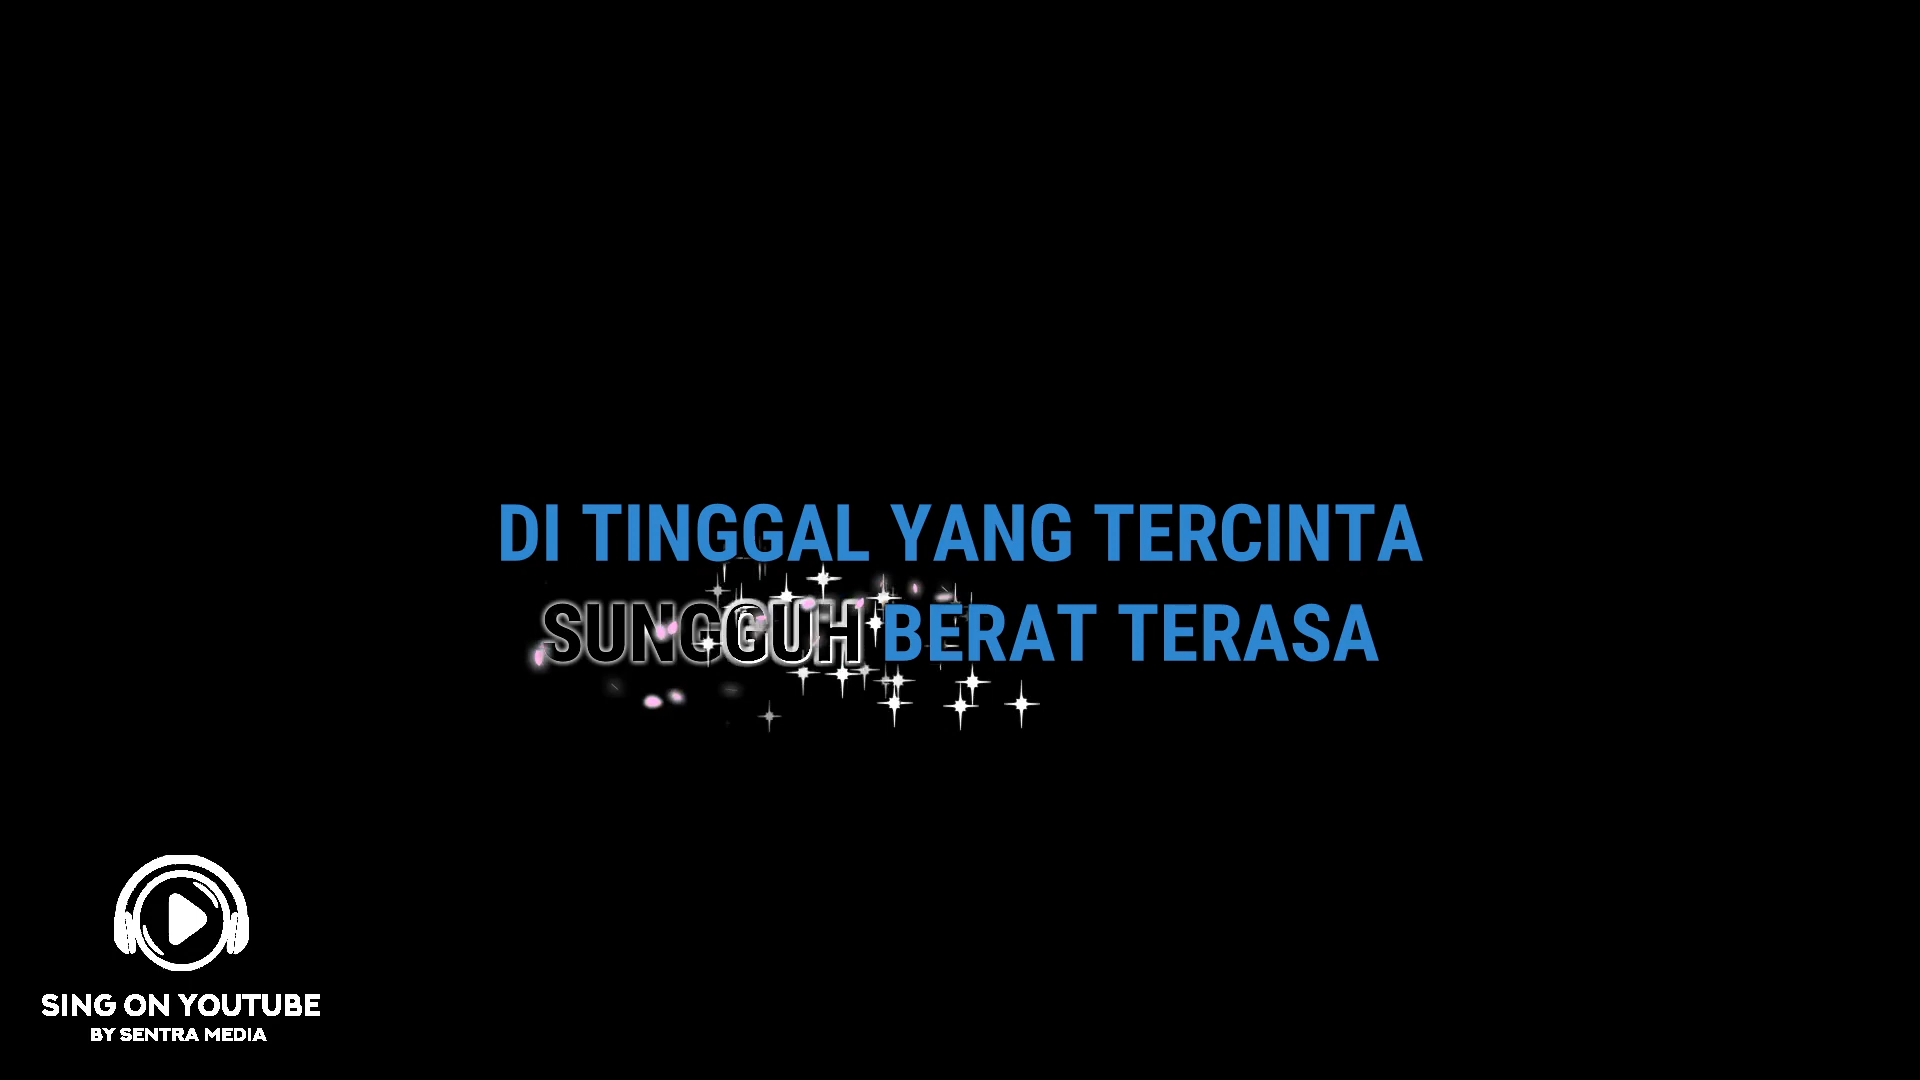 DI TINGGAL YANG TERCINTA
SUNGGUH BERAT TERASA
SING ON YOUTUBE
BY SENTRA MEDIA